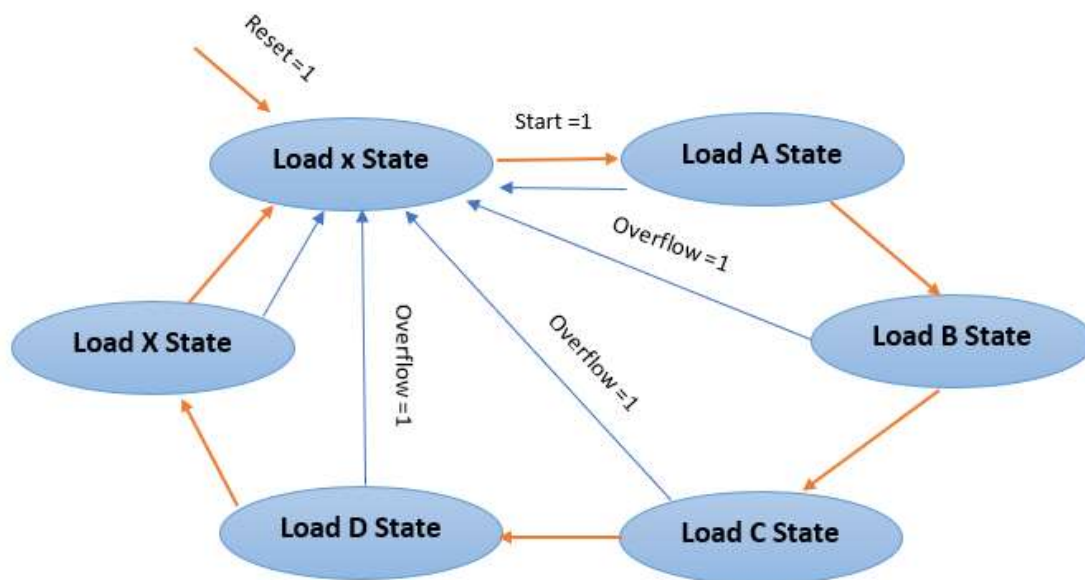 Reset =1
Load x State
Start =1
Load A State
Overflow =1
Load X State
Overflow =1
Overflow =1
Load B State
Load D State
Load C State